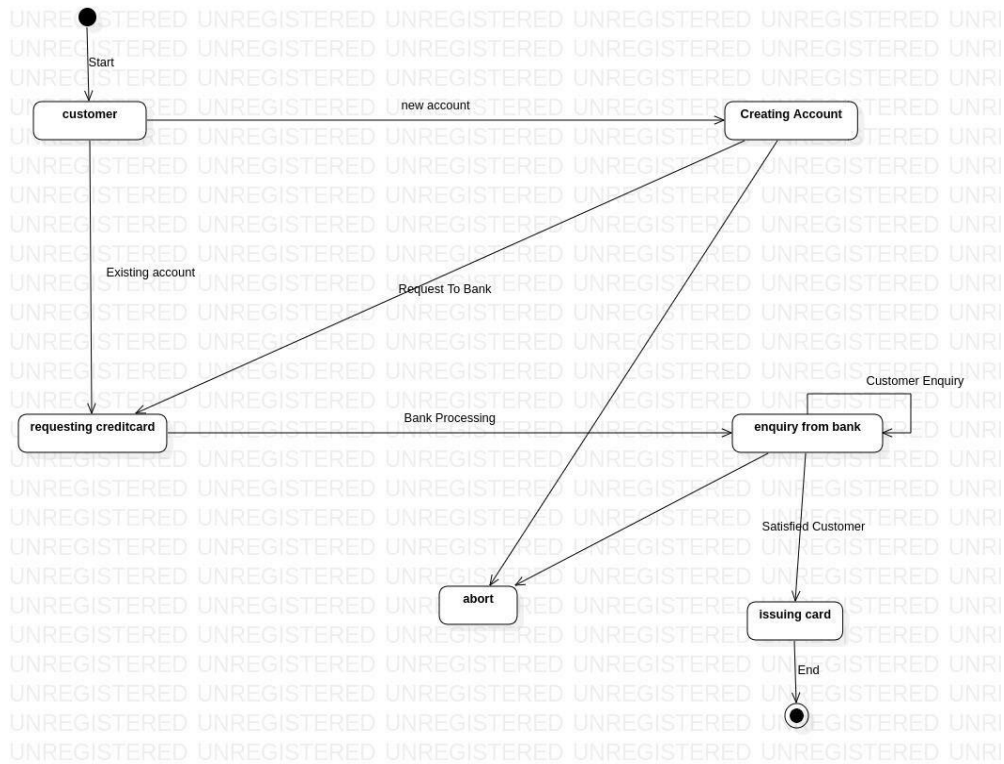 Start
customer
new account
Creating Account
Existing account
Request To Bank
Customer Enquiry
requesting creditcard
Bank Processing
enquiry from bank
Satisfied Customer
abort
issuing card
End
UNREGISTERED